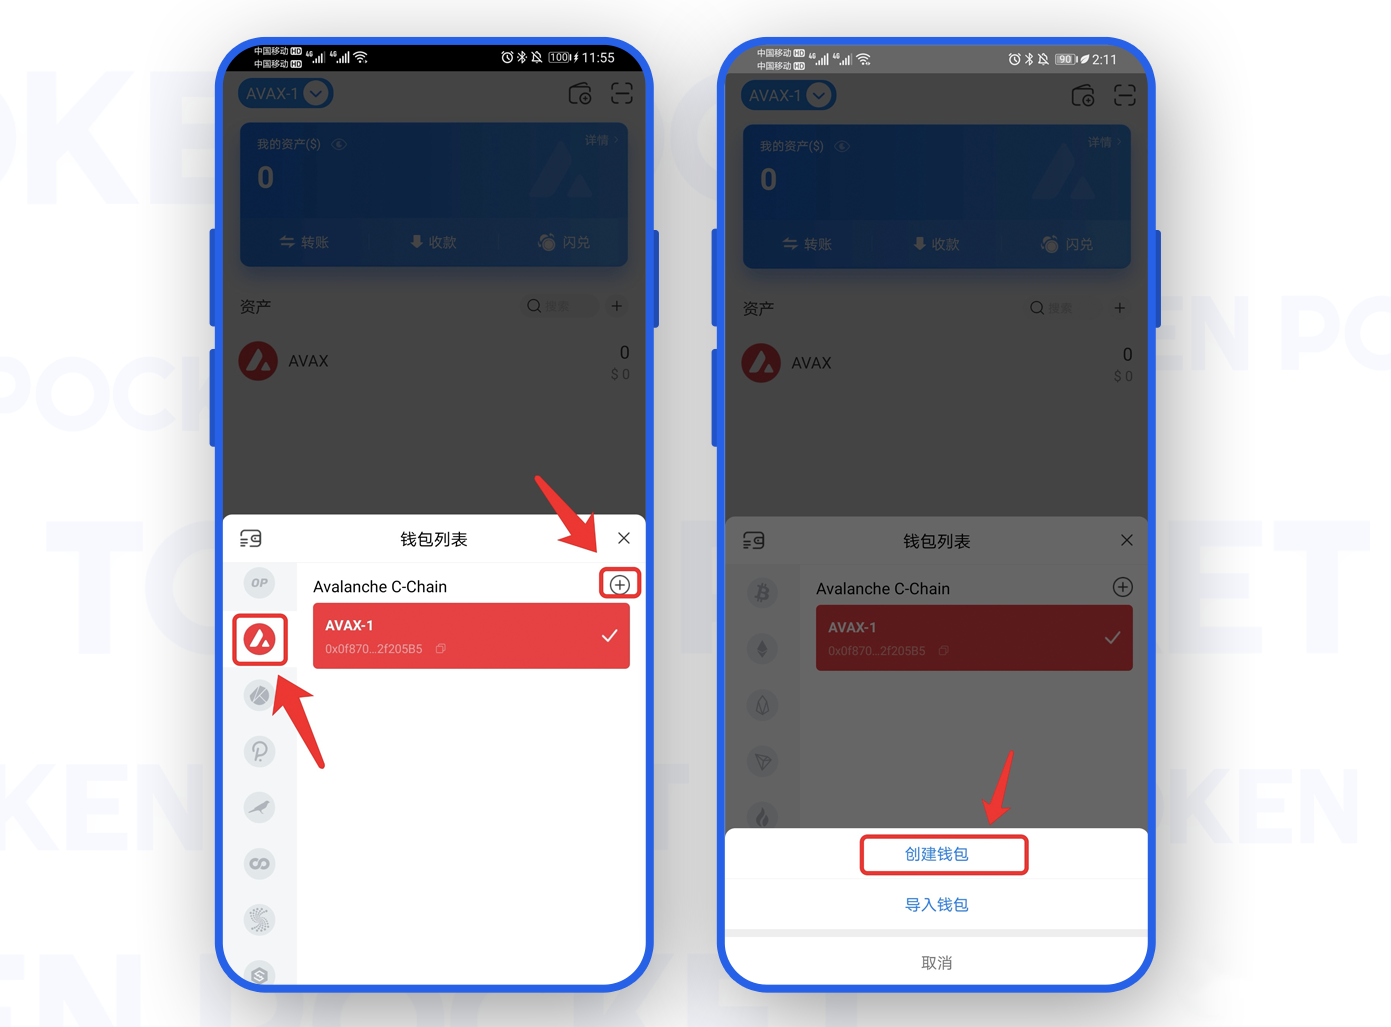 中国移动 HD
中国移动 HD
4G
4G
100
11:55
AVAX-1
我的资产($)
详情 >
0
转账
收款
闪兑
资产
搜索
AVAX
0
$ 0
钱包列表
OP
Avalanche C-Chain
AVAX-1
0x0f870...2f205B5
中国移动 HD
中国移动 HD
4G
4G
90
2:11
AVAX-1
我的资产($)
详情 >
0
转账
收款
闪兑
资产
搜索
AVAX
0
$ 0
钱包列表
Avalanche C-Chain
AVAX-1
0x0f870...2f205B5
创建钱包
导入钱包
取消